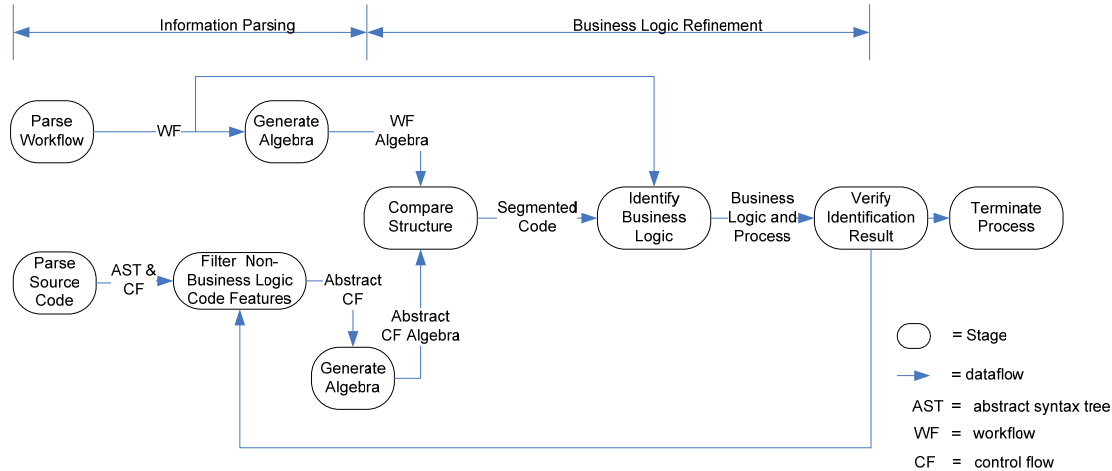 Information Parsing
Business Logic Refinement
Parse
Workflow
WF
Generate
Algebra
WF
Algebra
Compare
Structure
Segmented
Code
Identify
Business
Logic
Business
Logic and
Process
Verify
Identification
Result
Terminate
Process
Parse
Source
Code
AST &
CF
Filter Non-
Business Logic
Code Features
Abstract
CF
Generate
Algebra
Abstract
CF Algebra
= Stage
= dataflow
AST = abstract syntax tree
WF = workflow
CF = control flow